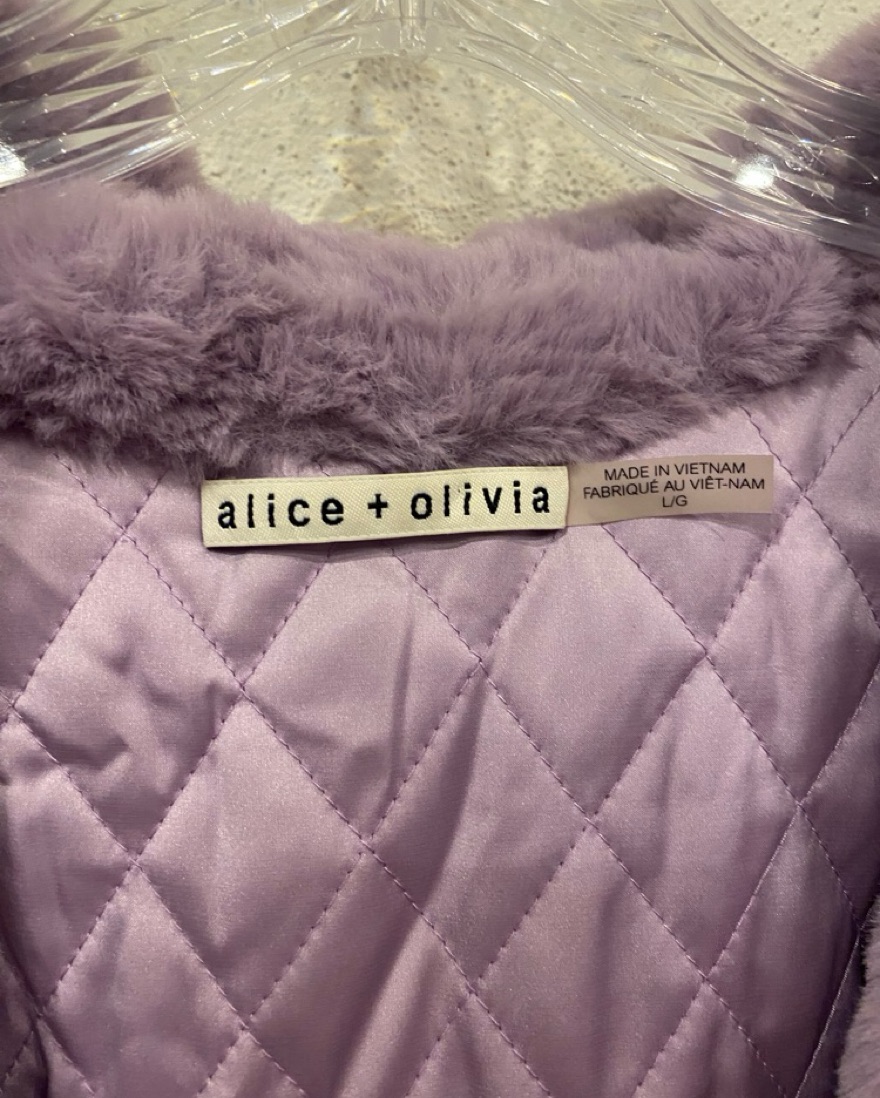 alice + olivia
MADE IN VIETNAM
FABRIQUÉ AU VIÊT-NAM
L/G